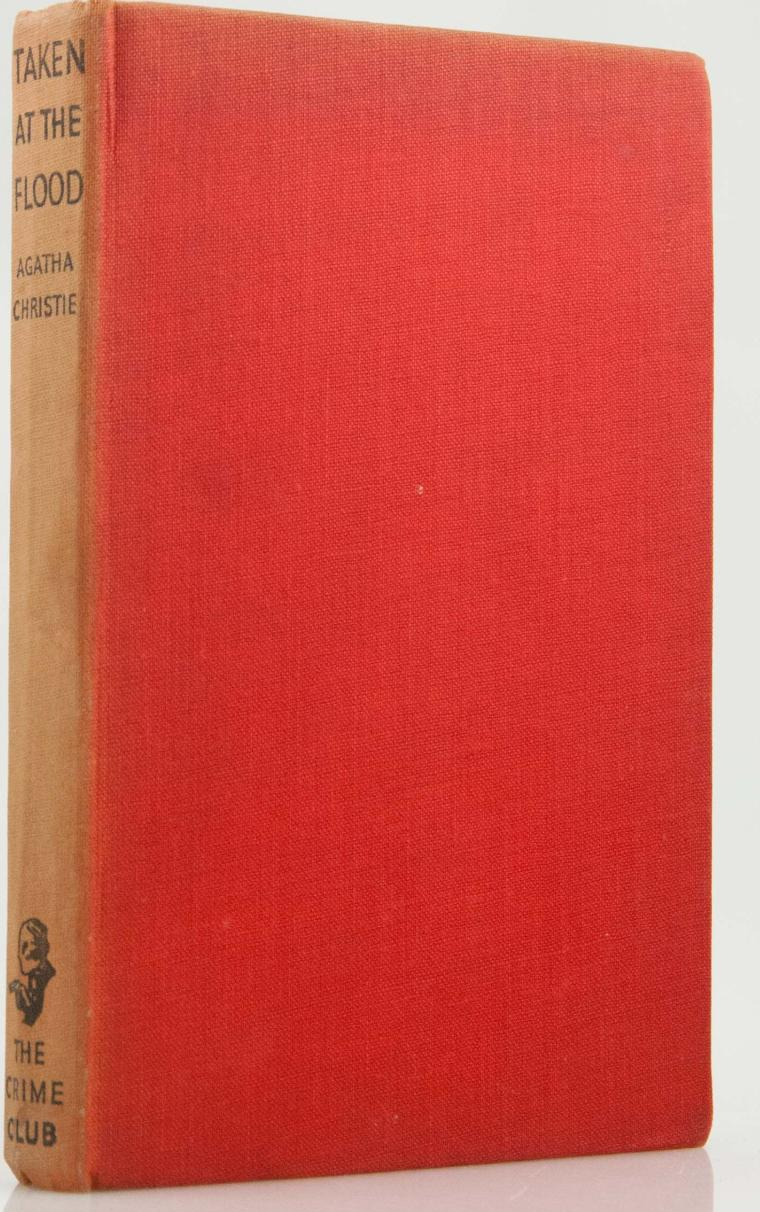 TAKEN
AT THE
FLOOD
AGATHA
CHRISTIE
THE
CRIME
CLUB